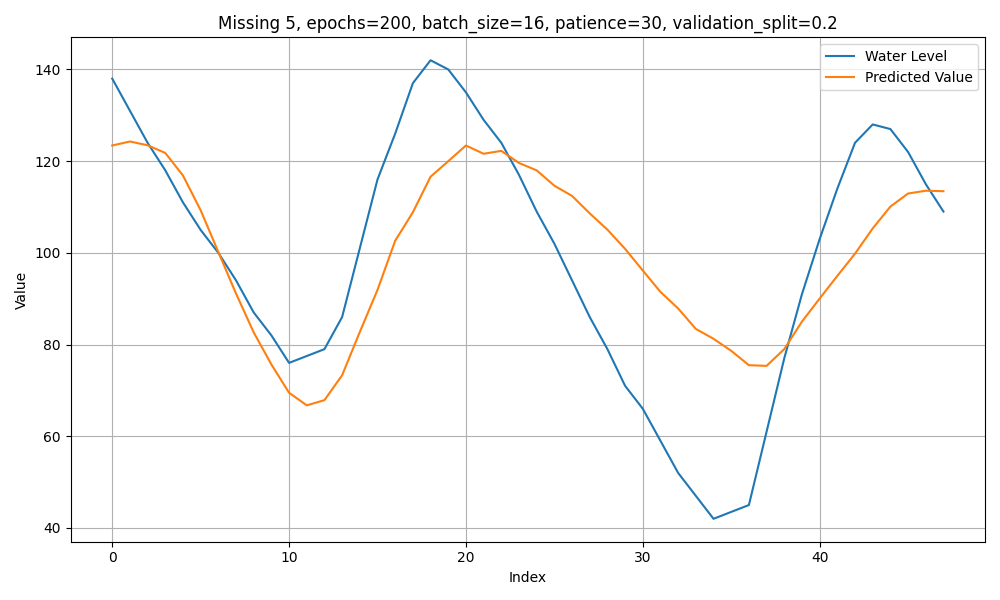 Missing 5, epochs=200, batch_size=16, patience=30, validation_split=0.2
Water Level
Predicted Value
140
120
100
80
60
40
Value
0
10
20
30
40
Index